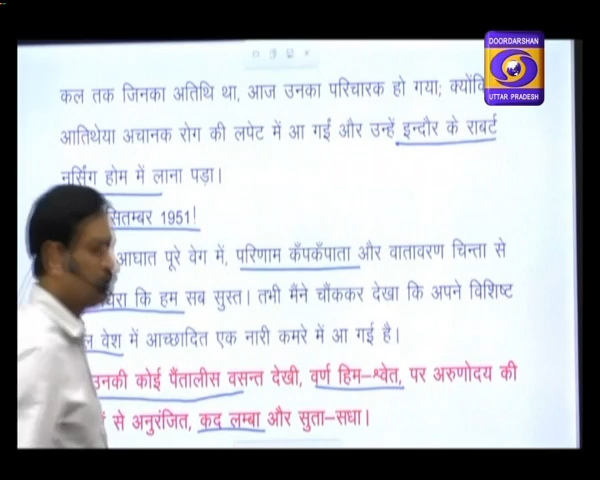 DOORDARSHAN
UTTAR PRADESH
कल तक जिनका अतिथि था, आज उनका परिचारक हो गया; क्योंकि
आतिथेया अचानक रोग की लपेट में आ गईं और उन्हें इन्दौर के राबर्ट
नर्सिंग होम में लाना पड़ा।
सितम्बर 1951!
आघात पूरे वेग में, परिणाम कँपकँपाता और वातावरण चिन्ता से
कि हम सब सुस्त। तभी मैंने चौंककर देखा कि अपने विशिष्ट
वेश में आच्छादित एक नारी कमरे में आ गई है।
उनकी कोई पैंतालीस वसन्त देखी, वर्ण हिम-श्वेत, पर अरुणोदय की
से अनुरंजित, कद लम्बा और सुता-सधा।